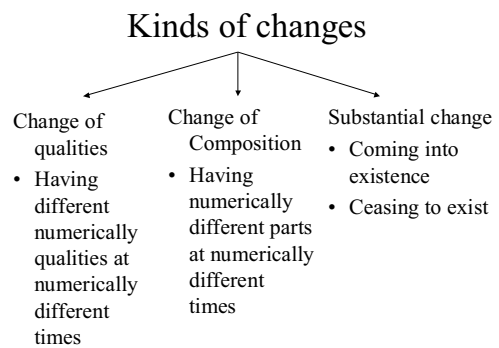 Kinds of changes
Change of
qualities
• Having
different
numerically
qualities at
numerically
different
times
Change of
Composition
• Having
numerically
different parts
at numerically
different
times
Substantial change
• Coming into
existence
• Ceasing to exist